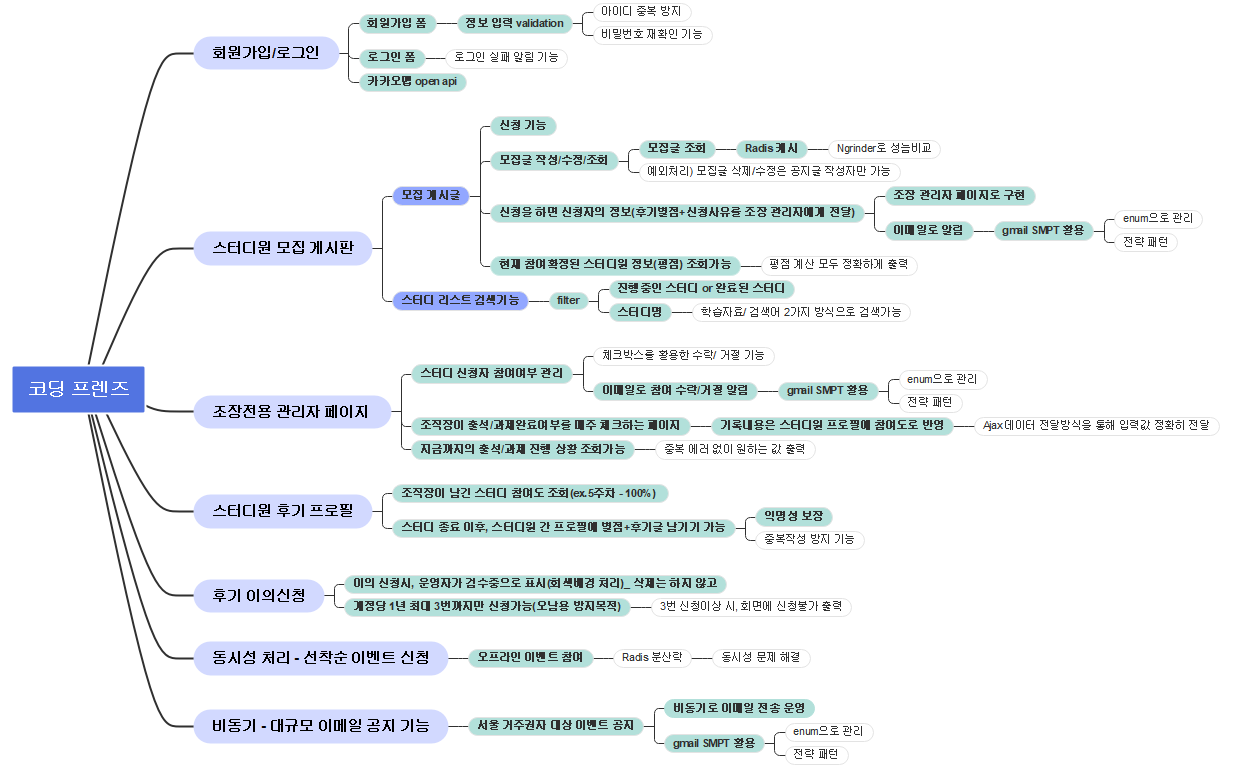 코딩 프렌즈
회원가입/로그인
회원가입 폼
정보 입력 validation
아이디 중복 방지
비밀번호 재확인 기능
로그인 폼
로그인 실패 알림 기능
카카오맵 open api
스터디원 모집 게시판
모집 게시글
신청 기능
모집글 작성/수정/조회
모집글 조회
Radis 캐시
Ngrinder로 성능비교
예외처리) 모집글 삭제/수정은 공지글 작성자만 가능
신청을 하면 신청자의 정보(후기별점+신청사유를 조장 관리자에게 전달)
조장 관리자 페이지로 구현
이메일로 알림
gmail SMPT 활용
enum으로 관리
전략 패턴
현재 참여확정된 스터디원 정보(평점) 조회가능
평점 계산 모두 정확하게 출력
스터디 리스트 검색기능
filter
진행중인 스터디 or 완료된 스터디
스터디명
학습자료/ 검색어 2가지 방식으로 검색가능
조장전용 관리자 페이지
스터디 신청자 참여여부 관리
체크박스를 활용한 수락/ 거절 기능
이메일로 참여 수락/거절 알림
gmail SMPT 활용
enum으로 관리
전략 패턴
조직장이 출석/과제완료여부를 매주 체크하는 페이지
기록내용은 스터디원 프로필에 참여도로 반영
Ajax데이터 전달방식을 통해 입력값 정확히 전달
지금까지의 출석/과제 진행 상황 조회가능
중복 에러 없이 원하는 값 출력
스터디원 후기 프로필
조직장이 남긴 스터디 참여도 조회(ex.5주차 - 100%)
스터디 종료 이후, 스터디원 간 프로필에 별점+후기글 남기기 가능
익명성 보장
중복작성 방지 기능
후기 이의신청
이의 신청시, 운영자가 검수중으로 표시(회색배경 처리)_ 삭제는 하지 않고
계정당 1년 최대 3번까지만 신청가능(오남용 방지목적)
3번 신청이상 시, 화면에 신청불가 출력
동시성 처리 - 선착순 이벤트 신청
오프라인 이벤트 참여
Radis 분산락
동시성 문제 해결
비동기 - 대규모 이메일 공지 기능
서울 거주권자 대상 이벤트 공지
비동기로 이메일 전송 운영
gmail SMPT 활용
enum으로 관리
전략 패턴